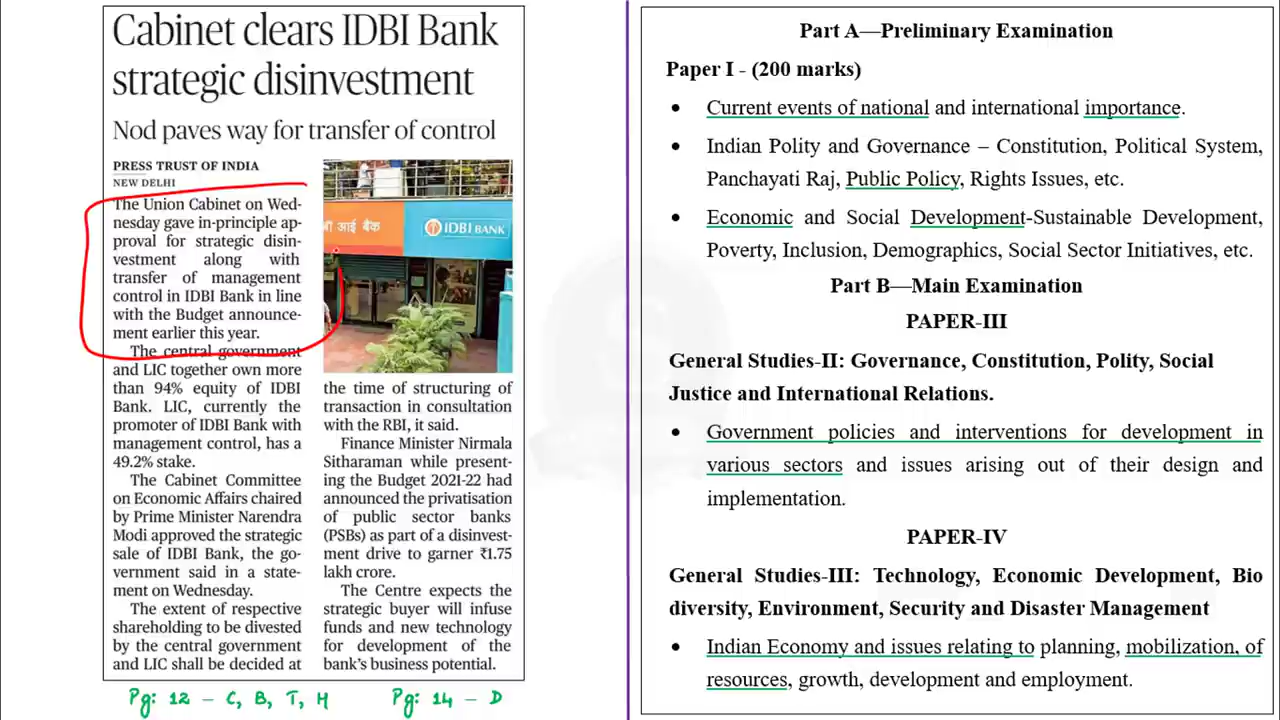 Cabinet clears IDBI Bank
strategic disinvestment
Nod paves way for transfer of control
PRESS TRUST OF INDIA
NEW DELHI
The Union Cabinet on Wed-
nesday gave in-principle ap-
proval for strategic disin-
vestment along with
transfer of management
control in IDBI Bank in line
with the Budget announce-
ment earlier this year.
The central government
and LIC together own more
than 94% equity of IDBI
Bank. LIC, currently the
promoter of IDBI Bank with
management control, has a
49.2% stake.
The Cabinet Committee
on Economic Affairs chaired
by Prime Minister Narendra
Modi approved the strategic
sale of IDBI Bank, the go-
vernment said in a state-
ment on Wednesday.
The extent of respective
shareholding to be divested
by the central government
and LIC shall be decided at
आई बैंक
IDBI BANK
the time of structuring of
transaction in consultation
with the RBI, it said.
Finance Minister Nirmala
Sitharaman while present-
ing the Budget 2021-22 had
announced the privatisation
of public sector banks
(PSBs) as part of a disinvest-
ment drive to garner ₹1.75
lakh crore.
The Centre expects the
strategic buyer will infuse
funds and new technology
for development of the
bank's business potential.
Pg: 12 – C, B, T, H
Pg: 14 – D
Part A—Preliminary Examination
Paper I - (200 marks)
• Current events of national and international importance.
• Indian Polity and Governance – Constitution, Political System,
Panchayati Raj, Public Policy, Rights Issues, etc.
• Economic and Social Development-Sustainable Development,
Poverty, Inclusion, Demographics, Social Sector Initiatives, etc.
Part B—Main Examination
PAPER-III
General Studies-II: Governance, Constitution, Polity, Social
Justice and International Relations.
• Government policies and interventions for development in
various sectors and issues arising out of their design and
implementation.
PAPER-IV
General Studies-III: Technology, Economic Development, Bio
diversity, Environment, Security and Disaster Management
• Indian Economy and issues relating to planning, mobilization, of
resources, growth, development and employment.